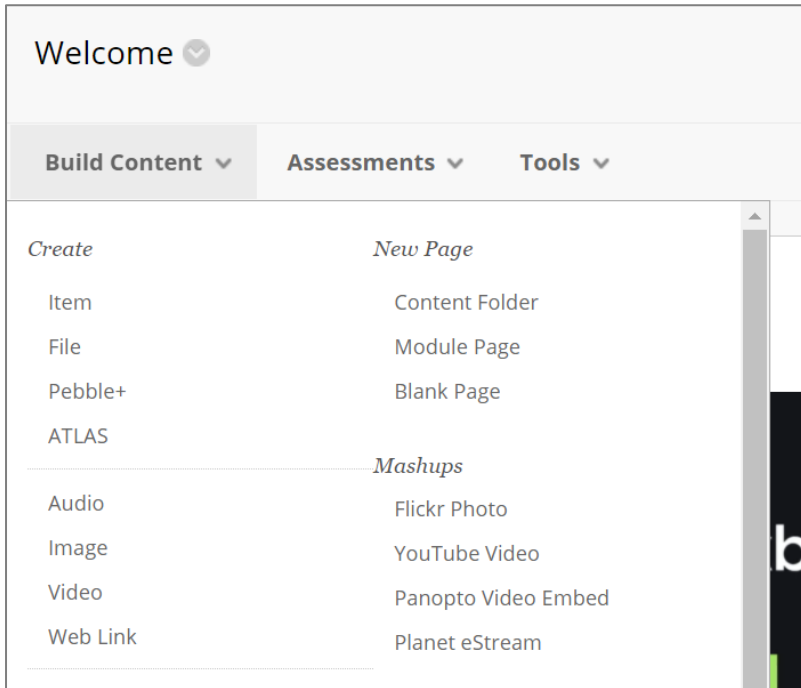 Welcome
Build Content
Assessments
Tools
Create
Item
File
Pebble+
ATLAS
Audio
Image
Video
Web Link
New Page
Content Folder
Module Page
Blank Page
Mashups
Flickr Photo
YouTube Video
Panopto Video Embed
Planet eStream